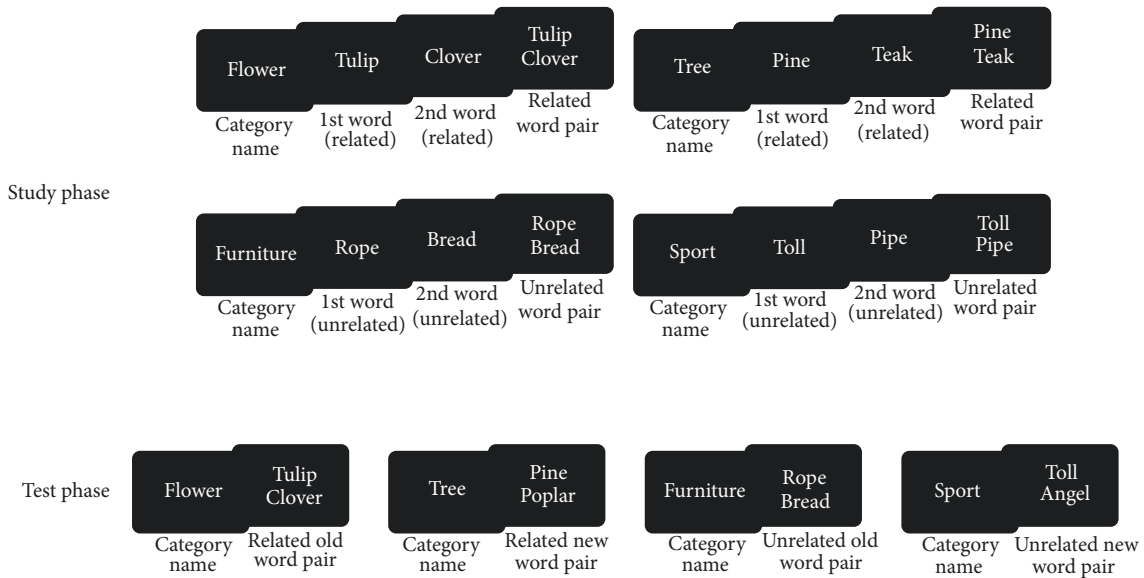 Flower
Tulip
Clover
Tulip
Clover
Category
name
1st word
(related)
2nd word
(related)
Related
word pair
Tree
Pine
Teak
Pine
Teak
Category
name
1st word
(related)
2nd word
(related)
Related
word pair
Study phase
Furniture
Rope
Bread
Rope
Bread
Category
name
1st word
(unrelated)
2nd word
(unrelated)
Unrelated
word pair
Sport
Toll
Pipe
Toll
Pipe
Category
name
1st word
(unrelated)
2nd word
(unrelated)
Unrelated
word pair
Test phase
Flower
Tulip
Clover
Category
name
Related old
word pair
Tree
Pine
Poplar
Category
name
Related new
word pair
Furniture
Rope
Bread
Category
name
Unrelated old
word pair
Sport
Toll
Angel
Category
name
Unrelated new
word pair